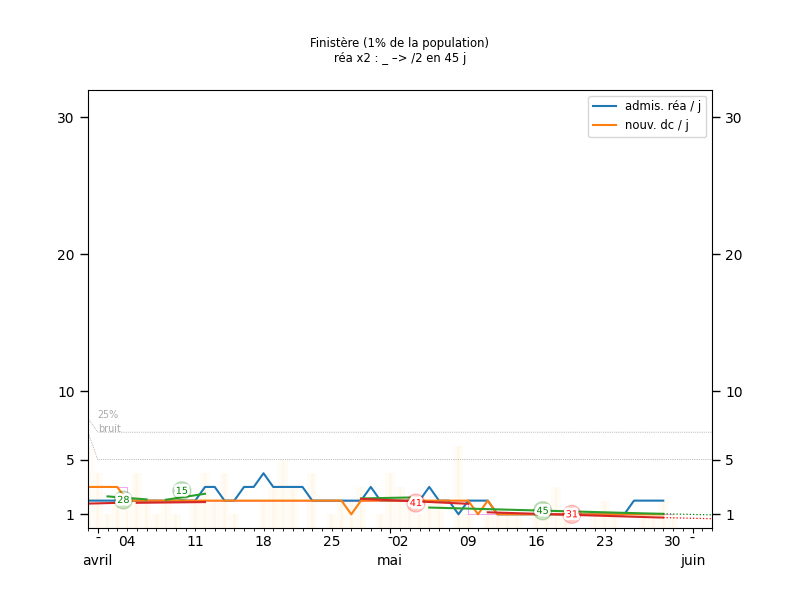 Finistère (1% de la population)
réa x2 : _ –> /2 en 45 j
admis. réa / j
nouv. dc / j
30
30
20
20
10
10
25%
bruit
5
5
28
15
41
45
31
1
1
- 04 11 18 25 -02 09 16 23 30 -
avril mai juin